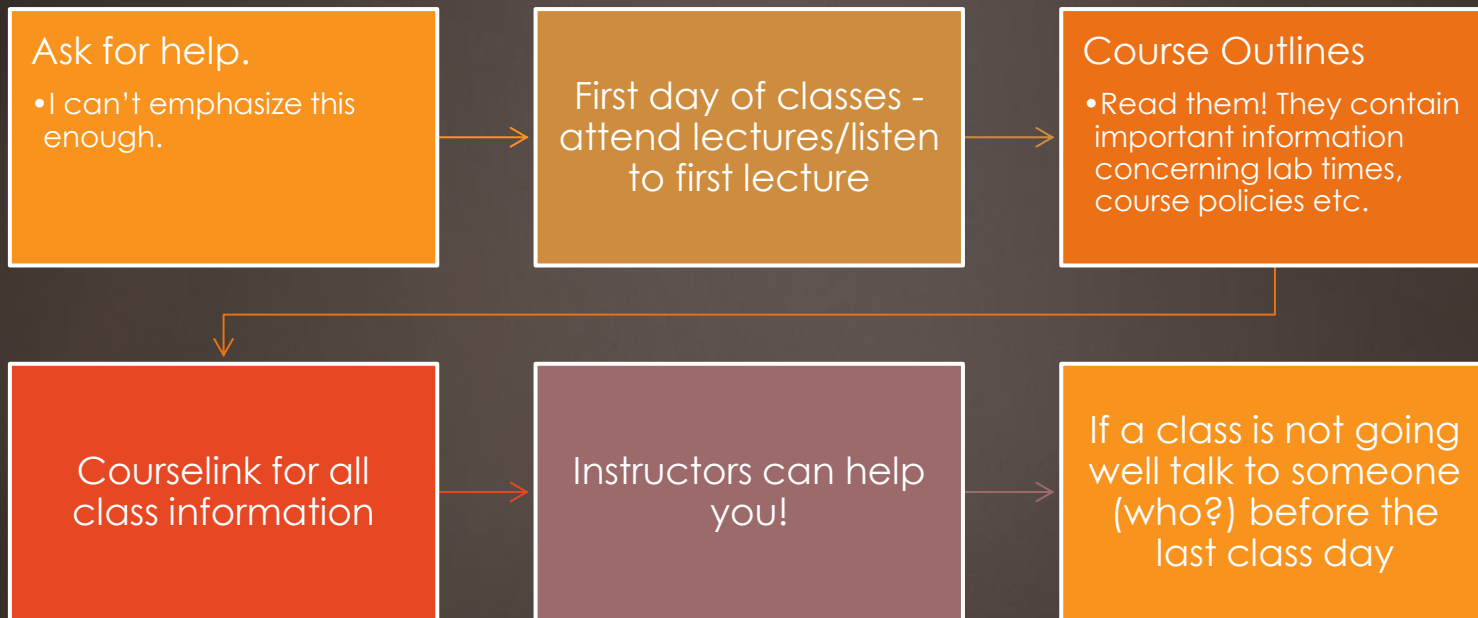 Ask for help.
•I can’t emphasize this
enough.
First day of classes -
attend lectures/listen
to first lecture
Course Outlines
•Read them! They contain
important information
concerning lab times,
course policies etc.
Courselink for all
class information
Instructors can help
you!
If a class is not going
well talk to someone
(who?) before the
last class day